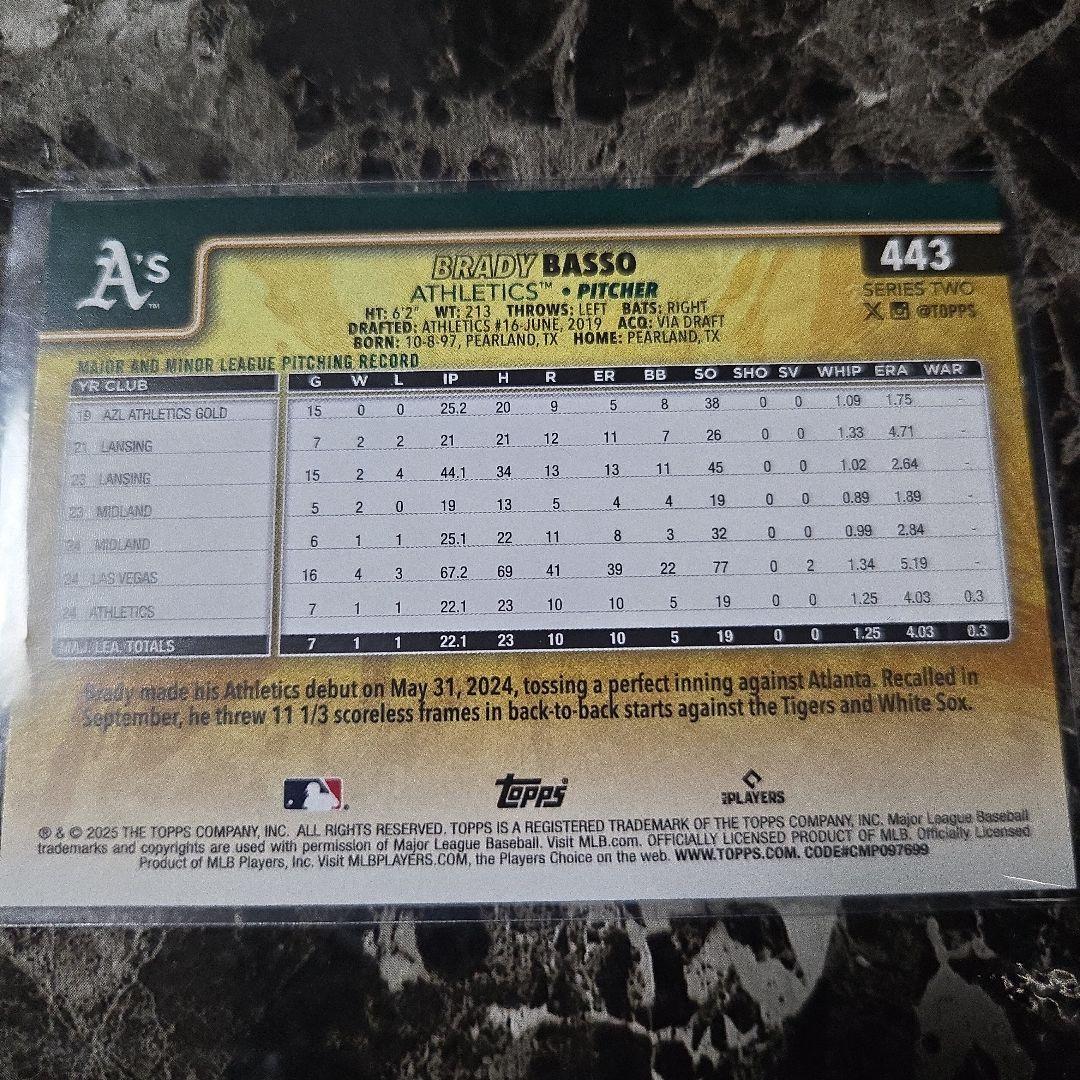 A's
BRADY BASSO
443
ATHLETICS™ • PITCHER
SERIES TWO
@TOPPS
HT: 6'2" WT: 213 THROWS: LEFT BATS: RIGHT
DRAFTED: ATHLETICS #16-JUNE, 2019 ACQ: VIA DRAFT
BORN: 10-8-97, PEARLAND, TX HOME: PEARLAND, TX
MAJOR AND MINOR LEAGUE PITCHING RECORD
YR CLUB G W L IP H R ER BB SO SHO SV WHIP ERA WAR
19 AZL ATHLETICS GOLD 15 0 0 25.2 20 9 5 8 38 0 0 1.09 1.75 -
21 LANSING 7 2 2 21 21 12 11 7 26 0 0 1.33 4.71 -
23 LANSING 15 2 4 44.1 34 13 13 11 45 0 0 1.02 2.64 -
23 MIDLAND 5 2 0 19 13 5 4 4 19 0 0 0.89 1.89 -
24 MIDLAND 6 1 1 25.1 22 11 8 3 32 0 0 0.99 2.84 -
24 LAS VEGAS 16 4 3 67.2 69 41 39 22 77 0 2 1.34 5.19 -
24 ATHLETICS 7 1 1 22.1 23 10 10 5 19 0 0 1.25 4.03 0.3
MAJ. LEA. TOTALS 7 1 1 22.1 23 10 10 5 19 0 0 1.25 4.03 0.3
Brady made his Athletics debut on May 31, 2024, tossing a perfect inning against Atlanta. Recalled in
September, he threw 11 1/3 scoreless frames in back-to-back starts against the Tigers and White Sox.
Topps®
MLB PLAYERS
® & © 2025 THE TOPPS COMPANY, INC. ALL RIGHTS RESERVED. TOPPS IS A REGISTERED TRADEMARK OF THE TOPPS COMPANY, INC. Major League Baseball
trademarks and copyrights are used with permission of Major League Baseball. Visit MLB.com. OFFICIALLY LICENSED PRODUCT OF MLB. Officially Licensed
Product of MLB Players, Inc. Visit MLBPLAYERS.COM, the Players Choice on the web. WWW.TOPPS.COM. CODE#CMP097699